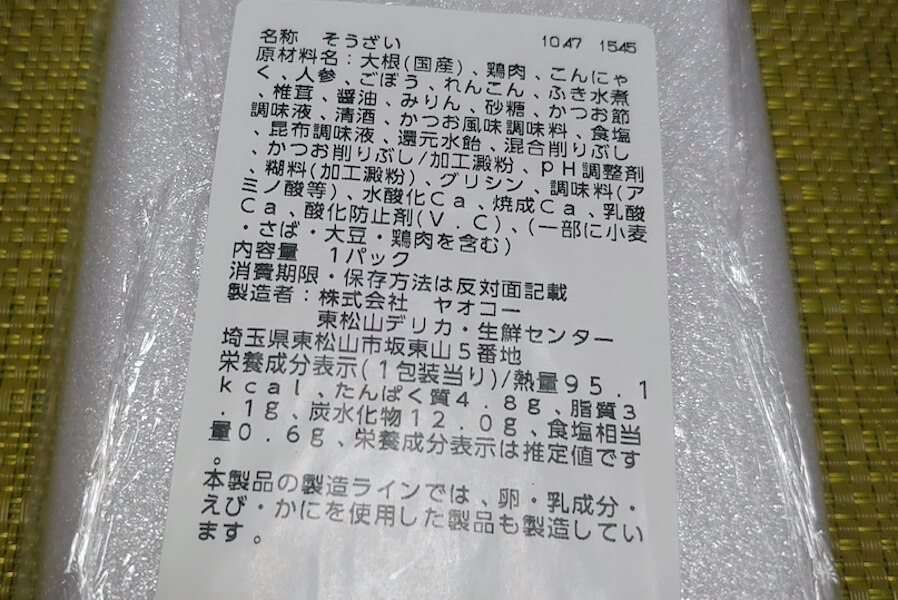 名称　そうざい　　　　　　　10.47　1545
原材料名：大根(国産)、鶏肉、こんにゃ
く、人参、ごぼう、れんこん、ふき水煮
、椎茸、醤油、みりん、砂糖、かつお節
調味液、清酒、かつお風味調味料、食塩
、昆布調味液、還元水飴、混合削りぶし
、かつお削りぶし/加工澱粉、pH調整剤
、糊料(加工澱粉)、グリシン、調味料(ア
ミノ酸等)、水酸化Ca、焼成Ca、乳酸
Ca、酸化防止剤(V．C)、(一部に小麦
・さば・大豆・鶏肉を含む)
内容量　1パック
消費期限・保存方法は反対面記載
製造者：株式会社　ヤオコー
東松山デリカ・生鮮センター
埼玉県東松山市坂東山5番地
栄養成分表示(1包装当り)/熱量95．1
kcal、たんぱく質4．8g、脂質3
．1g、炭水化物12．0g、食塩相当
量0．6g、栄養成分表示は推定値です
。
本製品の製造ラインでは、卵・乳成分・
えび・かにを使用した製品も製造してい
ます。